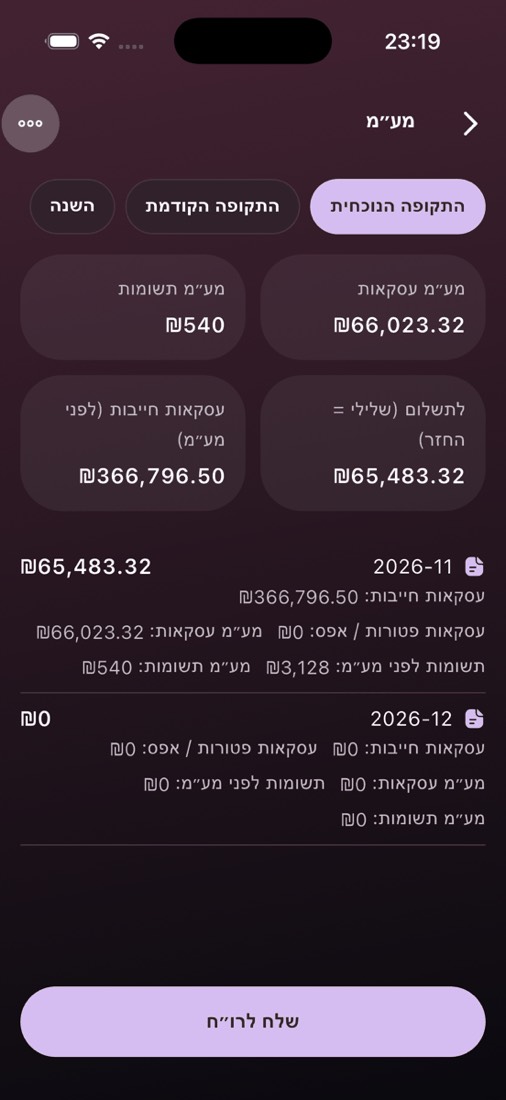 23:19
מע״מ
התקופה הנוכחית
התקופה הקודמת
השנה
מע״מ עסקאות
₪66,023.32
מע״מ תשומות
₪540
לתשלום (שלילי =
החזר)
₪65,483.32
עסקאות חייבות (לפני
מע״מ)
₪366,796.50
2026-11 ₪65,483.32
עסקאות חייבות: ₪366,796.50
עסקאות פטורות / אפס: ₪0 מע״מ עסקאות: ₪66,023.32
תשומות לפני מע״מ: ₪3,128 מע״מ תשומות: ₪540
2026-12 ₪0
עסקאות חייבות: ₪0 עסקאות פטורות / אפס: ₪0
מע״מ עסקאות: ₪0 תשומות לפני מע״מ: ₪0
מע״מ תשומות: ₪0
שלח לרו״ח